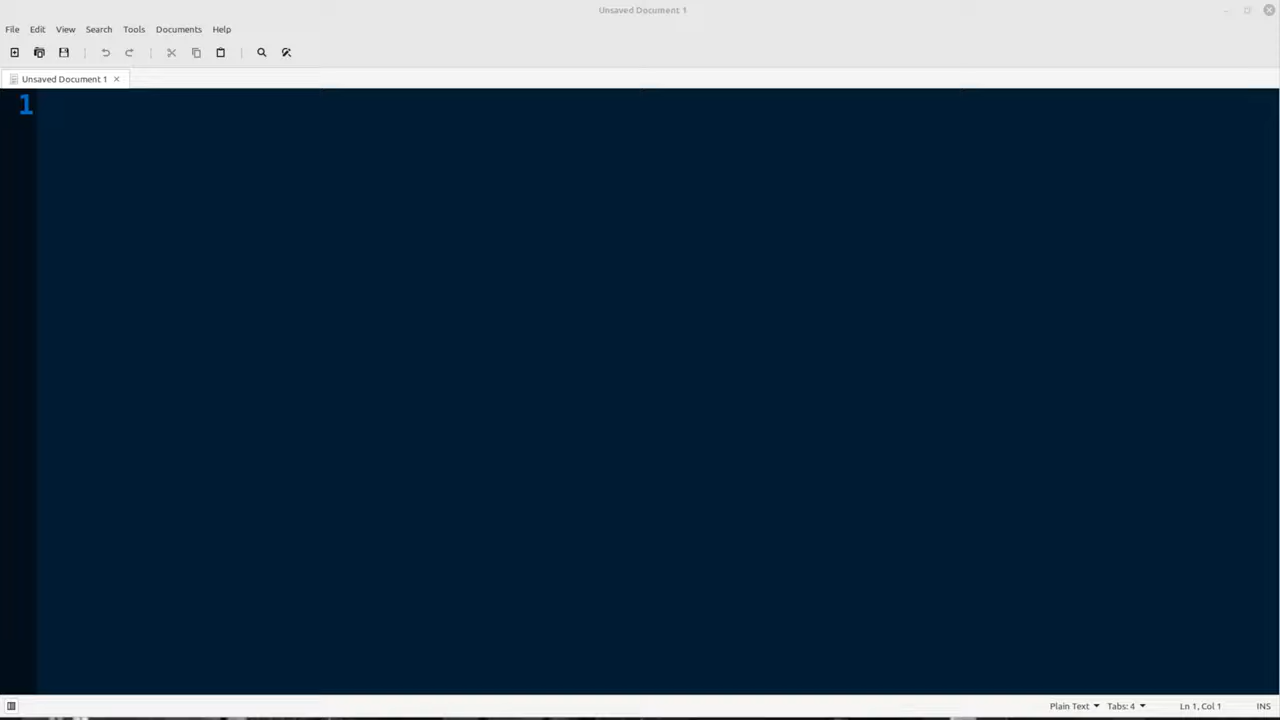 Unsaved Document 1
File Edit View Search Tools Documents Help
Unsaved Document 1
1
Plain Text Tabs: 4 Ln 1, Col 1 INS